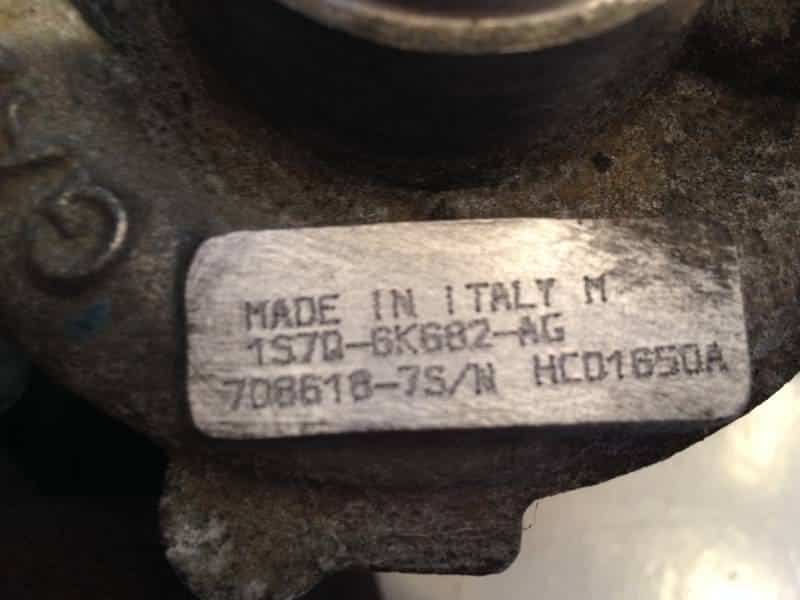 MADE IN ITALY M
1S7Q-6K682-AG
708618-7S/N HCD1650A